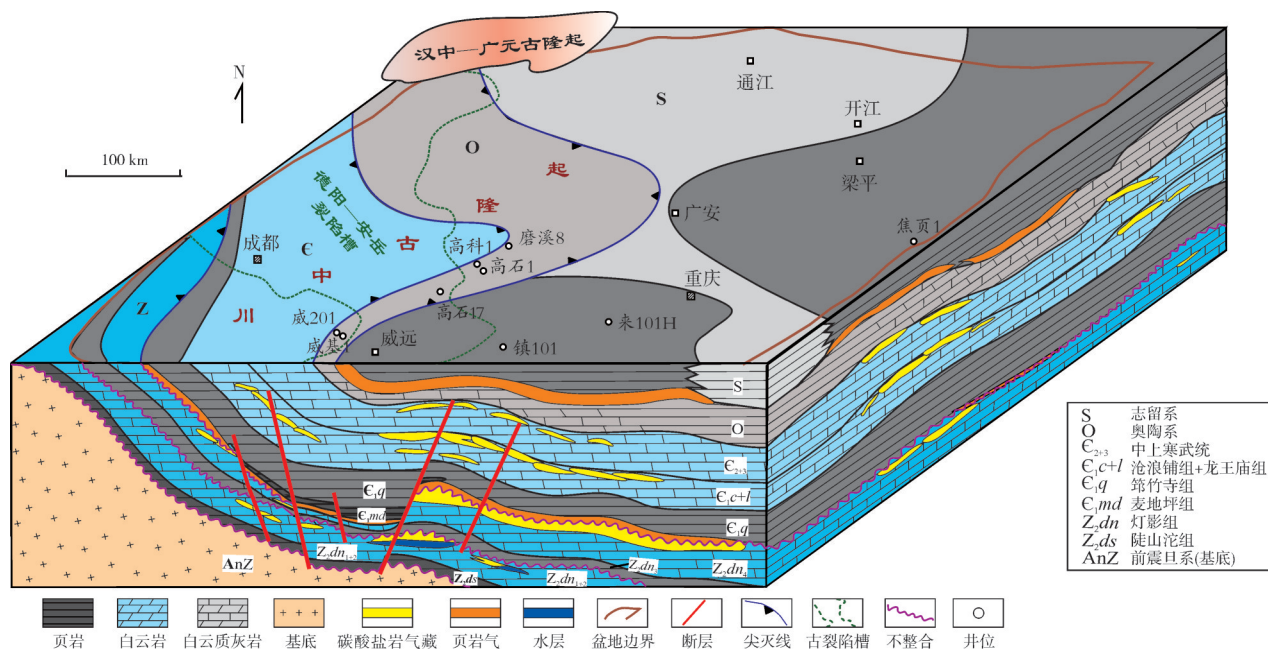 汉中—广元古隆起
N
100 km
S
通江
开江
梁平
广安
焦页1
O
起
隆
古
中
川
德阳—安岳
裂陷槽
成都
Є
Z
磨溪8
高科1
高石1
高石17
重庆
来101H
威201
威基1
威远
镇101
S
O
Є₂₊₃
Є₁c+l
Є₁q
Є₁q
Є₁md
Z₂dn₁₊₂
Z₂dn₃
Z₂dn₄
Z₂dn₁₊₂
Z₂ds
AnZ
S 志留系
O 奥陶系
Є₂₊₃ 中上寒武统
Є₁c+l 沧浪铺组+龙王庙组
Є₁q 筇竹寺组
Є₁md 麦地坪组
Z₂dn 灯影组
Z₂ds 陡山沱组
AnZ 前震旦系(基底)
页岩 白云岩 白云质灰岩 基底 碳酸盐岩气藏 页岩气 水层 盆地边界 断层 尖灭线 古裂陷槽 不整合 井位